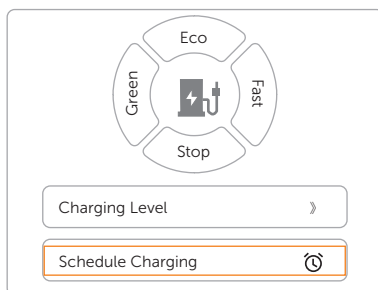 Eco
Green
Fast
Stop
Charging Level
Schedule Charging